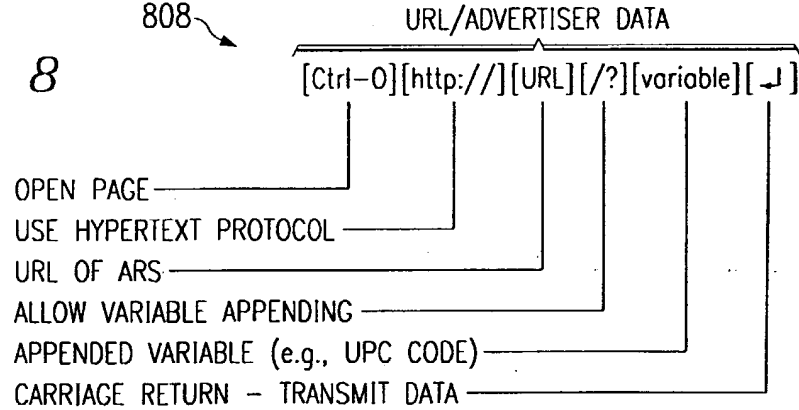 808
URL/ADVERTISER DATA
8
[Ctrl-O][http://][URL][/?][variable][↵]
OPEN PAGE
USE HYPERTEXT PROTOCOL
URL OF ARS
ALLOW VARIABLE APPENDING
APPENDED VARIABLE (e.g., UPC CODE)
CARRIAGE RETURN - TRANSMIT DATA